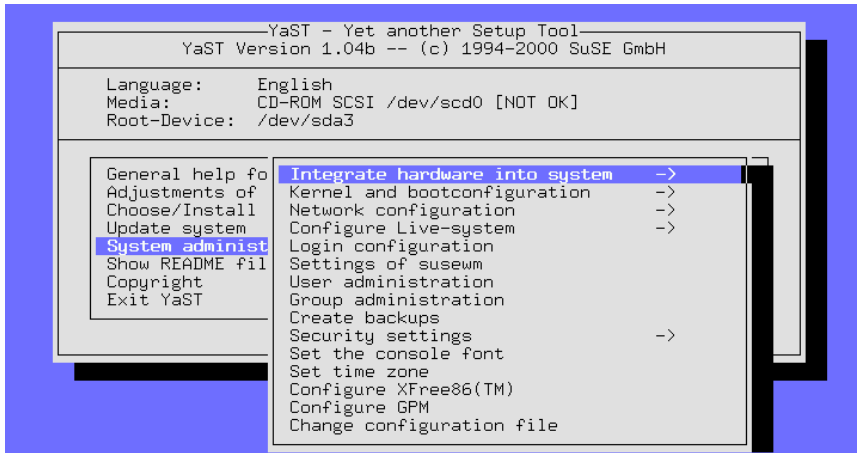 YaST - Yet another Setup Tool
YaST Version 1.04b -- (c) 1994-2000 SuSE GmbH
Language: English
Media: CD-ROM SCSI /dev/scd0 [NOT OK]
Root-Device: /dev/sda3
General help fo
Adjustments of
Choose/Install
Update system
System administ
Show README fil
Copyright
Exit YaST
Integrate hardware into system ->
Kernel and bootconfiguration ->
Network configuration ->
Configure Live-system ->
Login configuration
Settings of susewm
User administration
Group administration
Create backups
Security settings ->
Set the console font
Set time zone
Configure XFree86(TM)
Configure GPM
Change configuration file